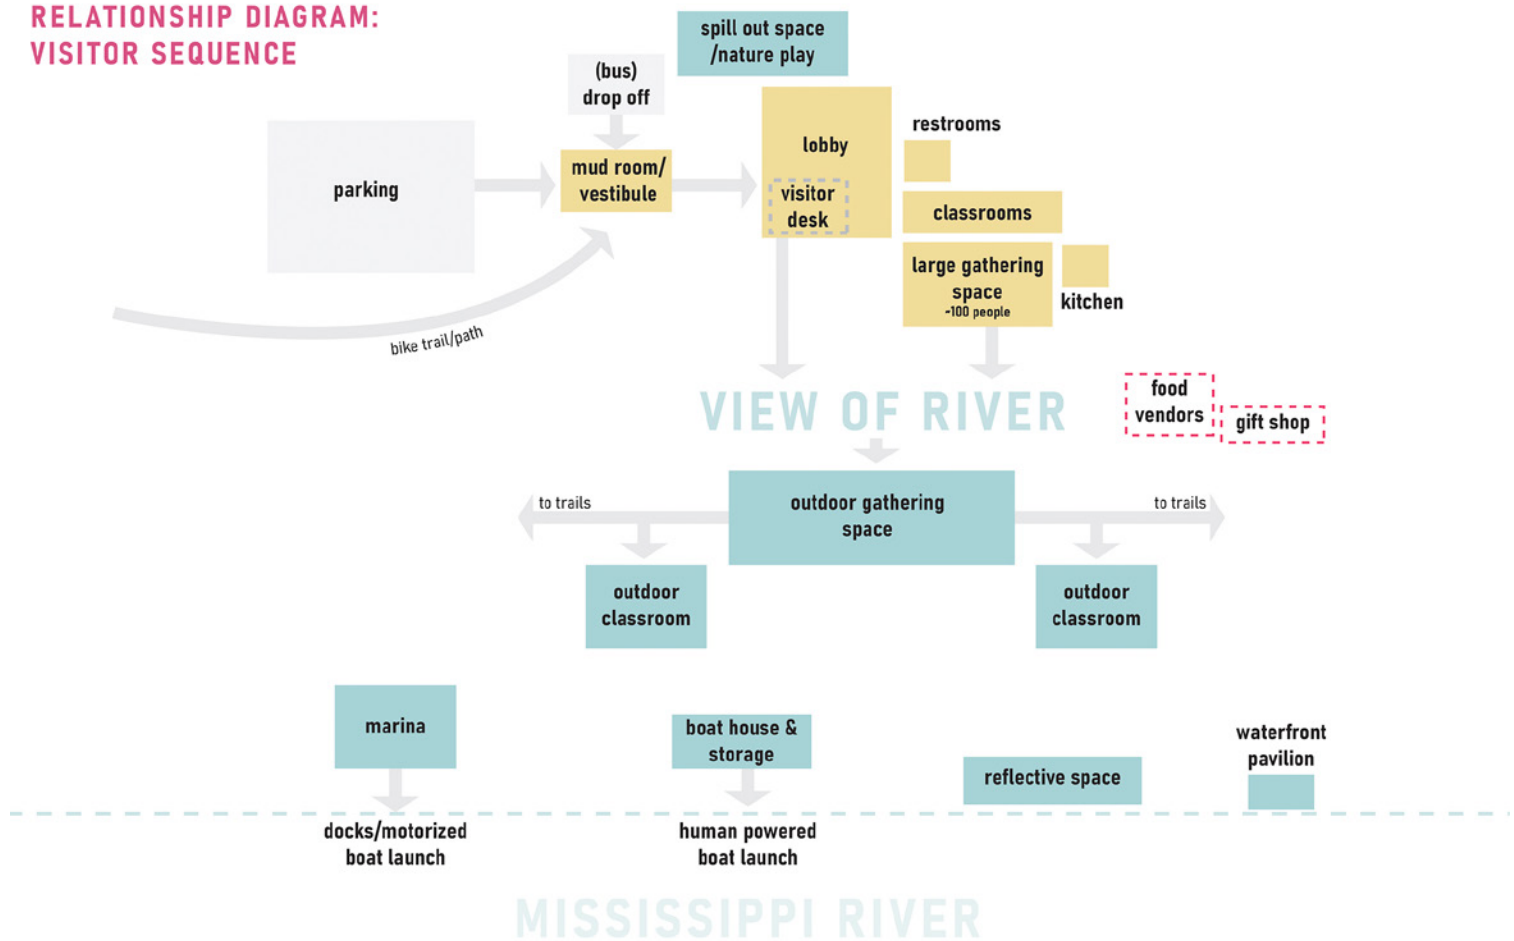 RELATIONSHIP DIAGRAM:
VISITOR SEQUENCE
spill out space
/nature play
(bus)
drop off
parking
mud room/
vestibule
lobby
visitor
desk
restrooms
classrooms
large gathering
space
~100 people
kitchen
bike trail/path
VIEW OF RIVER
food
vendors
gift shop
to trails
outdoor gathering
space
to trails
outdoor
classroom
outdoor
classroom
marina
boat house &
storage
reflective space
waterfront
pavilion
docks/motorized
boat launch
human powered
boat launch
MISSISSIPPI RIVER